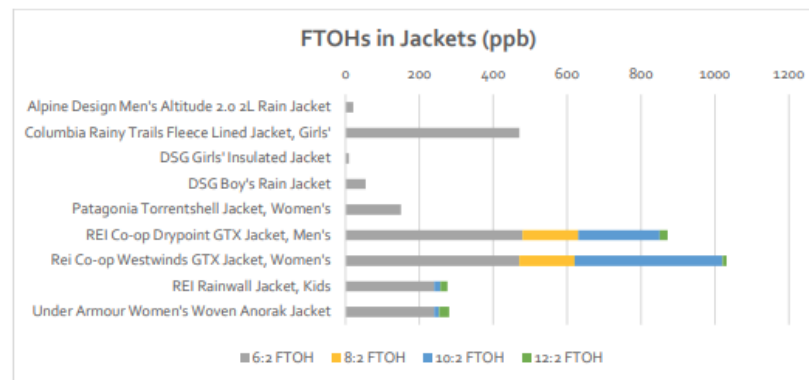 FTOHs in Jackets (ppb)
0 200 400 600 800 1000 1200
Alpine Design Men's Altitude 2.0 2L Rain Jacket
Columbia Rainy Trails Fleece Lined Jacket, Girls'
DSG Girls' Insulated Jacket
DSG Boy's Rain Jacket
Patagonia Torrentshell Jacket, Women's
REI Co-op Drypoint GTX Jacket, Men's
Rei Co-op Westwinds GTX Jacket, Women's
REI Rainwall Jacket, Kids
Under Armour Women's Woven Anorak Jacket
6:2 FTOH 8:2 FTOH 10:2 FTOH 12:2 FTOH